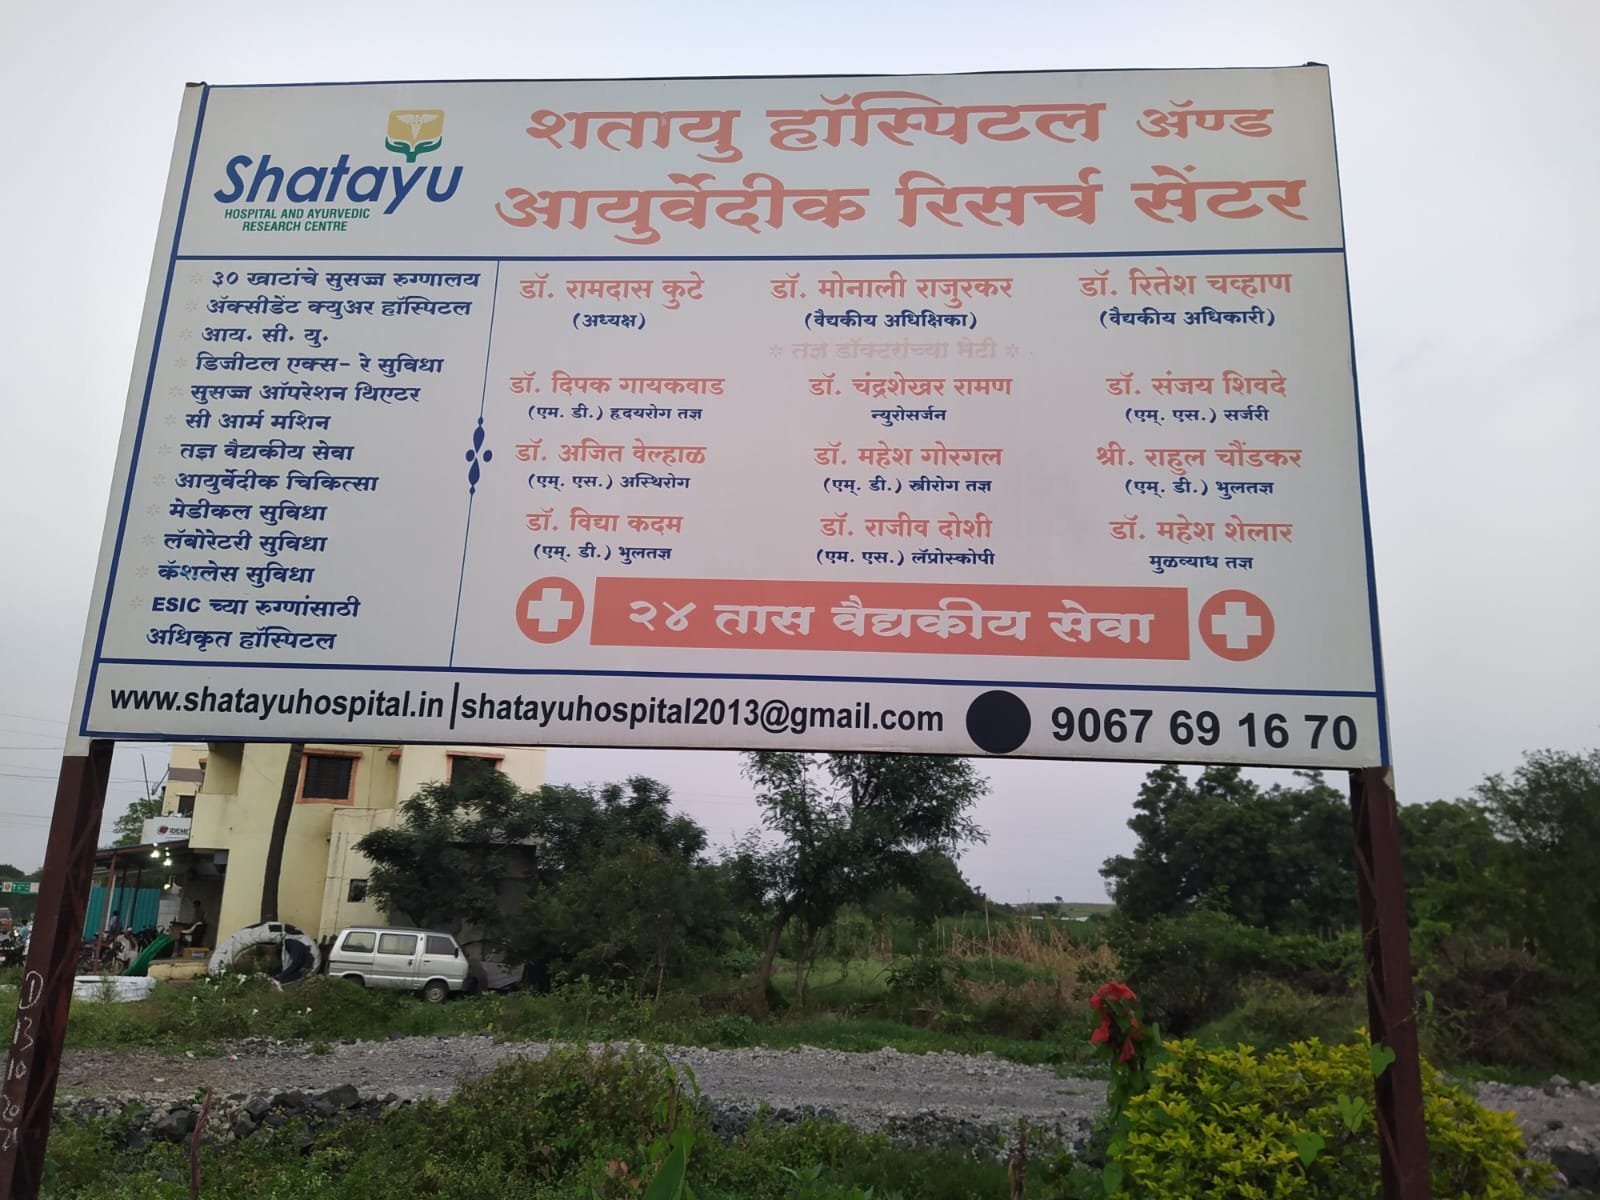 Shatayu
HOSPITAL AND AYURVEDIC
RESEARCH CENTRE
शतायु हॉस्पिटल ॲण्ड
आयुर्वेदीक रिसर्च सेंटर
३० खाटांचे सुसज्ज रुग्णालय
ॲक्सीडेंट क्युअर हॉस्पिटल
आय. सी. यु.
डिजीटल एक्स- रे सुविधा
सुसज्ज ऑपरेशन थिएटर
सी आर्म मशिन
तज्ञ वैद्यकीय सेवा
आयुर्वेदीक चिकित्सा
मेडीकल सुविधा
लॅबोरेटरी सुविधा
कॅशलेस सुविधा
ESIC च्या रुग्णांसाठी
अधिकृत हॉस्पिटल
डॉ. रामदास कुटे डॉ. मोनाली राजुरकर डॉ. रितेश चव्हाण
(अध्यक्ष) (वैद्यकीय अधिक्षिका) (वैद्यकीय अधिकारी)
तज्ञ डॉक्टरांच्या भेटी
डॉ. दिपक गायकवाड डॉ. चंद्रशेखर रामण डॉ. संजय शिवदे
(एम. डी.) हृदयरोग तज्ञ न्युरोसर्जन (एम्. एस.) सर्जरी
डॉ. अजित वेल्हाळ डॉ. महेश गोरगल श्री. राहुल चौंडकर
(एम्. एस.) अस्थिरोग (एम्. डी.) स्त्रीरोग तज्ञ (एम्. डी.) भुलतज्ञ
डॉ. विद्या कदम डॉ. राजीव दोशी डॉ. महेश शेलार
(एम्. डी.) भुलतज्ञ (एम. एस.) लॅप्रोस्कोपी मुळव्याध तज्ञ
२४ तास वैद्यकीय सेवा
www.shatayuhospital.in shatayuhospital2013@gmail.com 9067 69 16 70